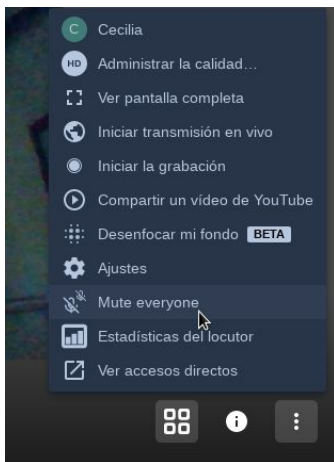 C Cecilia
HD Administrar la calidad...
Ver pantalla completa
Iniciar transmisión en vivo
Iniciar la grabación
Compartir un vídeo de YouTube
Desenfocar mi fondo BETA
Ajustes
Mute everyone
Estadísticas del locutor
Ver accesos directos